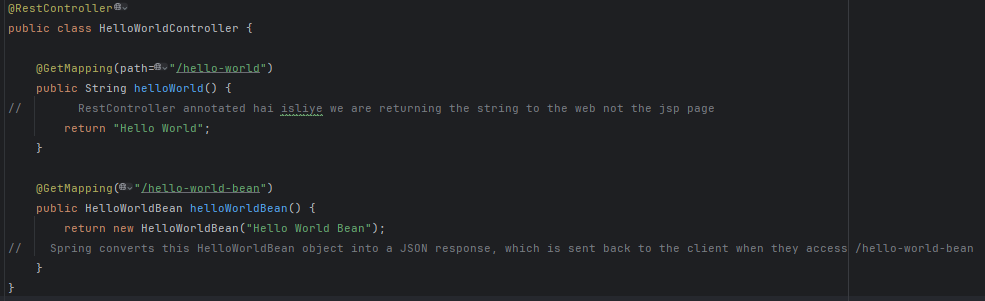 @RestController
public class HelloWorldController {
@GetMapping(path="/hello-world")
public String helloWorld() {
//        RestController annotated hai isliye we are returning the string to the web not the jsp page
return "Hello World";
}
@GetMapping("/hello-world-bean")
public HelloWorldBean helloWorldBean() {
return new HelloWorldBean("Hello World Bean");
//    Spring converts this HelloWorldBean object into a JSON response, which is sent back to the client when they access /hello-world-bean
}
}